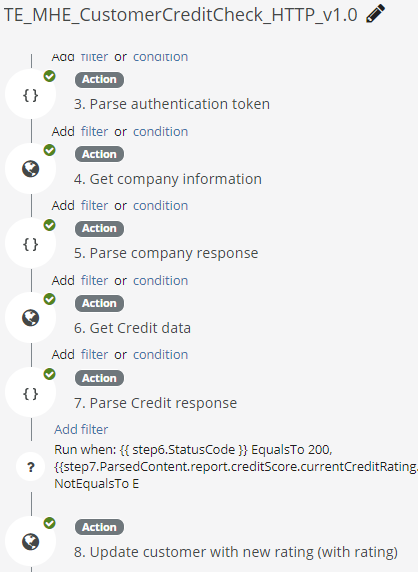 TE_MHE_CustomerCreditCheck_HTTP_v1.0
Add filter or condition
Action
3. Parse authentication token
Add filter or condition
Action
4. Get company information
Add filter or condition
Action
5. Parse company response
Add filter or condition
Action
6. Get Credit data
Add filter or condition
Action
7. Parse Credit response
Add filter
Run when: {{ step6.StatusCode }} EqualsTo 200,
{{step7.ParsedContent.report.creditScore.currentCreditRating.
NotEqualsTo E
Action
8. Update customer with new rating (with rating)